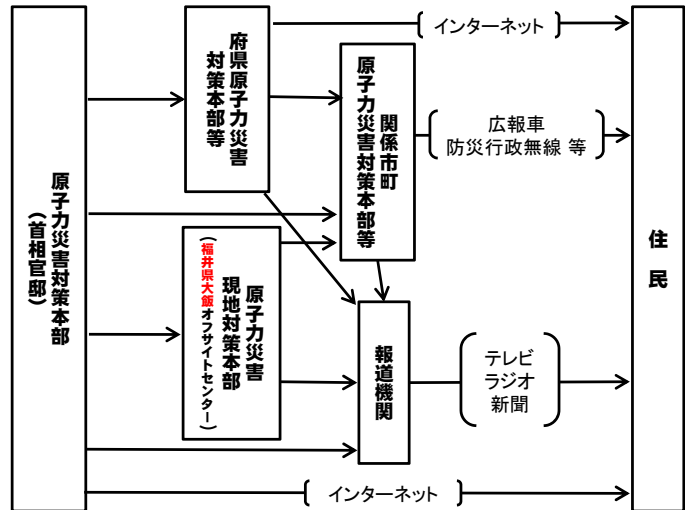 原子力災害対策本部
(首相官邸)
府県原子力災害
対策本部等
原子力災害
現地対策本部
(福井県大飯オフサイトセンター)
関係市町
原子力災害対策本部等
報道機関
インターネット
広報車
防災行政無線 等
テレビ
ラジオ
新聞
インターネット
住民